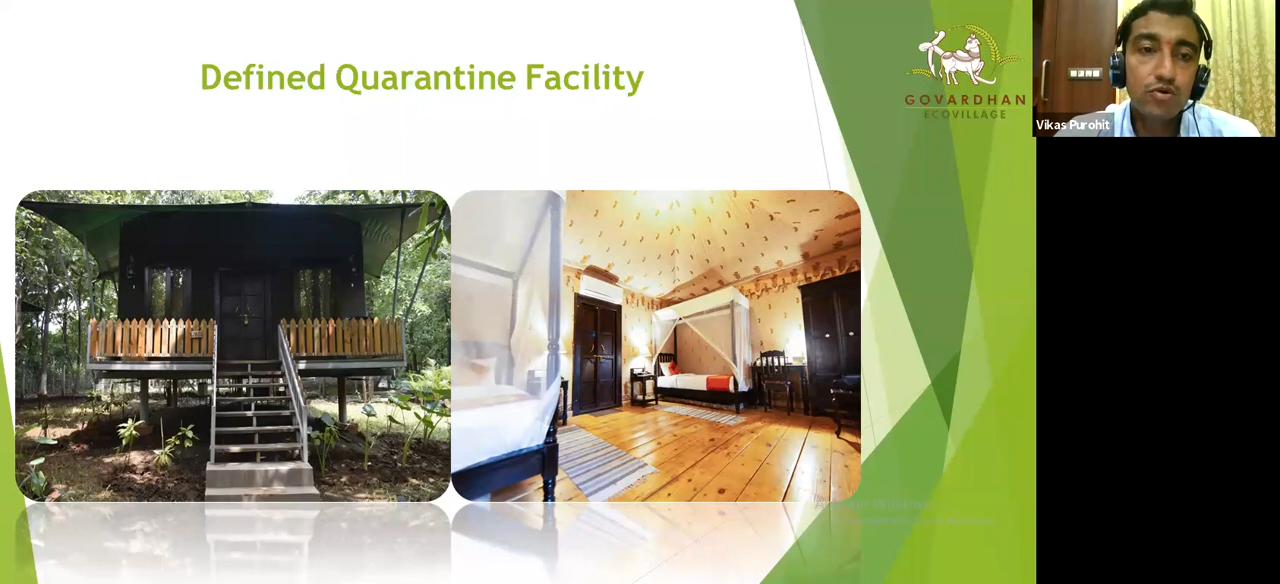 Defined Quarantine Facility
GOVARDHAN
ECOVILLAGE
Vikas Purohit